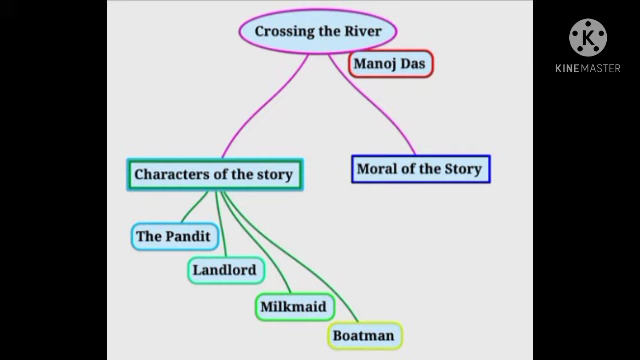 Crossing the River
Manoj Das
K
KINEMASTER
Characters of the story
Moral of the Story
The Pandit
Landlord
Milkmaid
Boatman